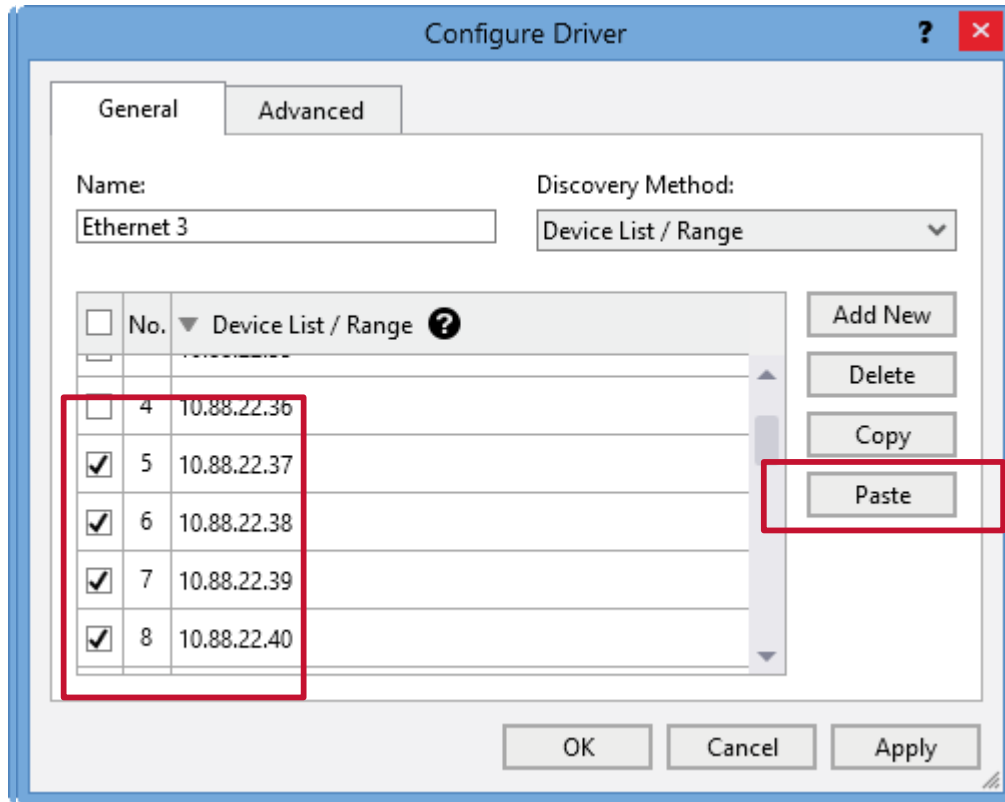 Configure Driver ?
General Advanced
Name: Discovery Method:
Ethernet 3 Device List / Range
No. Device List / Range ? Add New
4 10.88.22.36 Delete
5 10.88.22.37 Copy
6 10.88.22.38 Paste
7 10.88.22.39
8 10.88.22.40
OK Cancel Apply